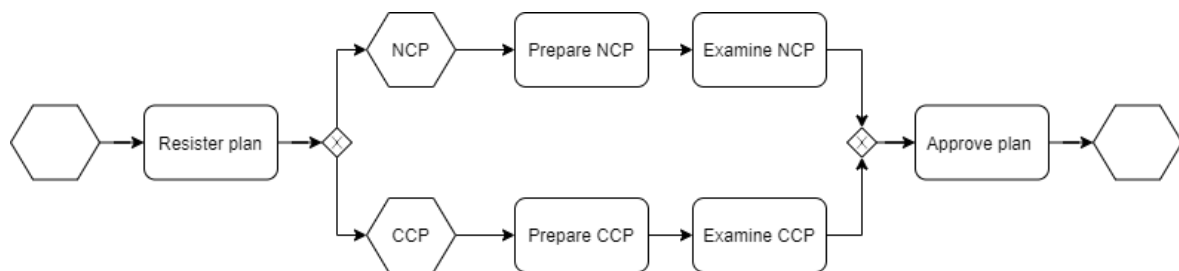 NCP
Prepare NCP
Examine NCP
Resister plan
X
X
Approve plan
CCP
Prepare CCP
Examine CCP